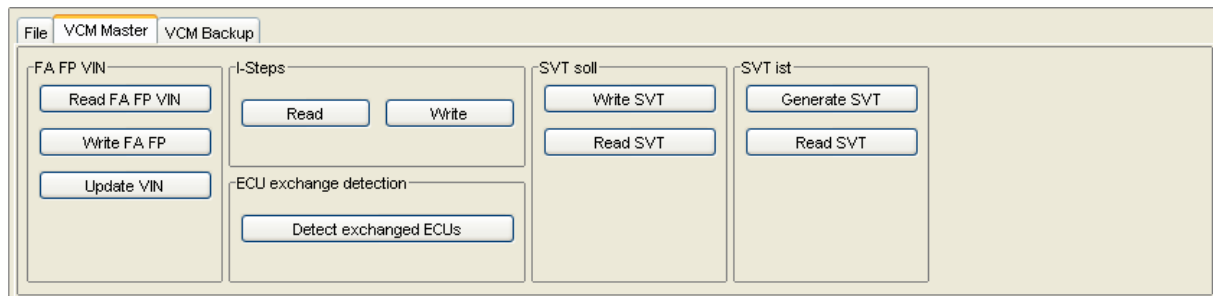 File VCM Master VCM Backup
FA FP VIN
Read FA FP VIN
Write FA FP
Update VIN
I-Steps
Read Write
ECU exchange detection
Detect exchanged ECUs
SVT soll
Write SVT
Read SVT
SVT ist
Generate SVT
Read SVT